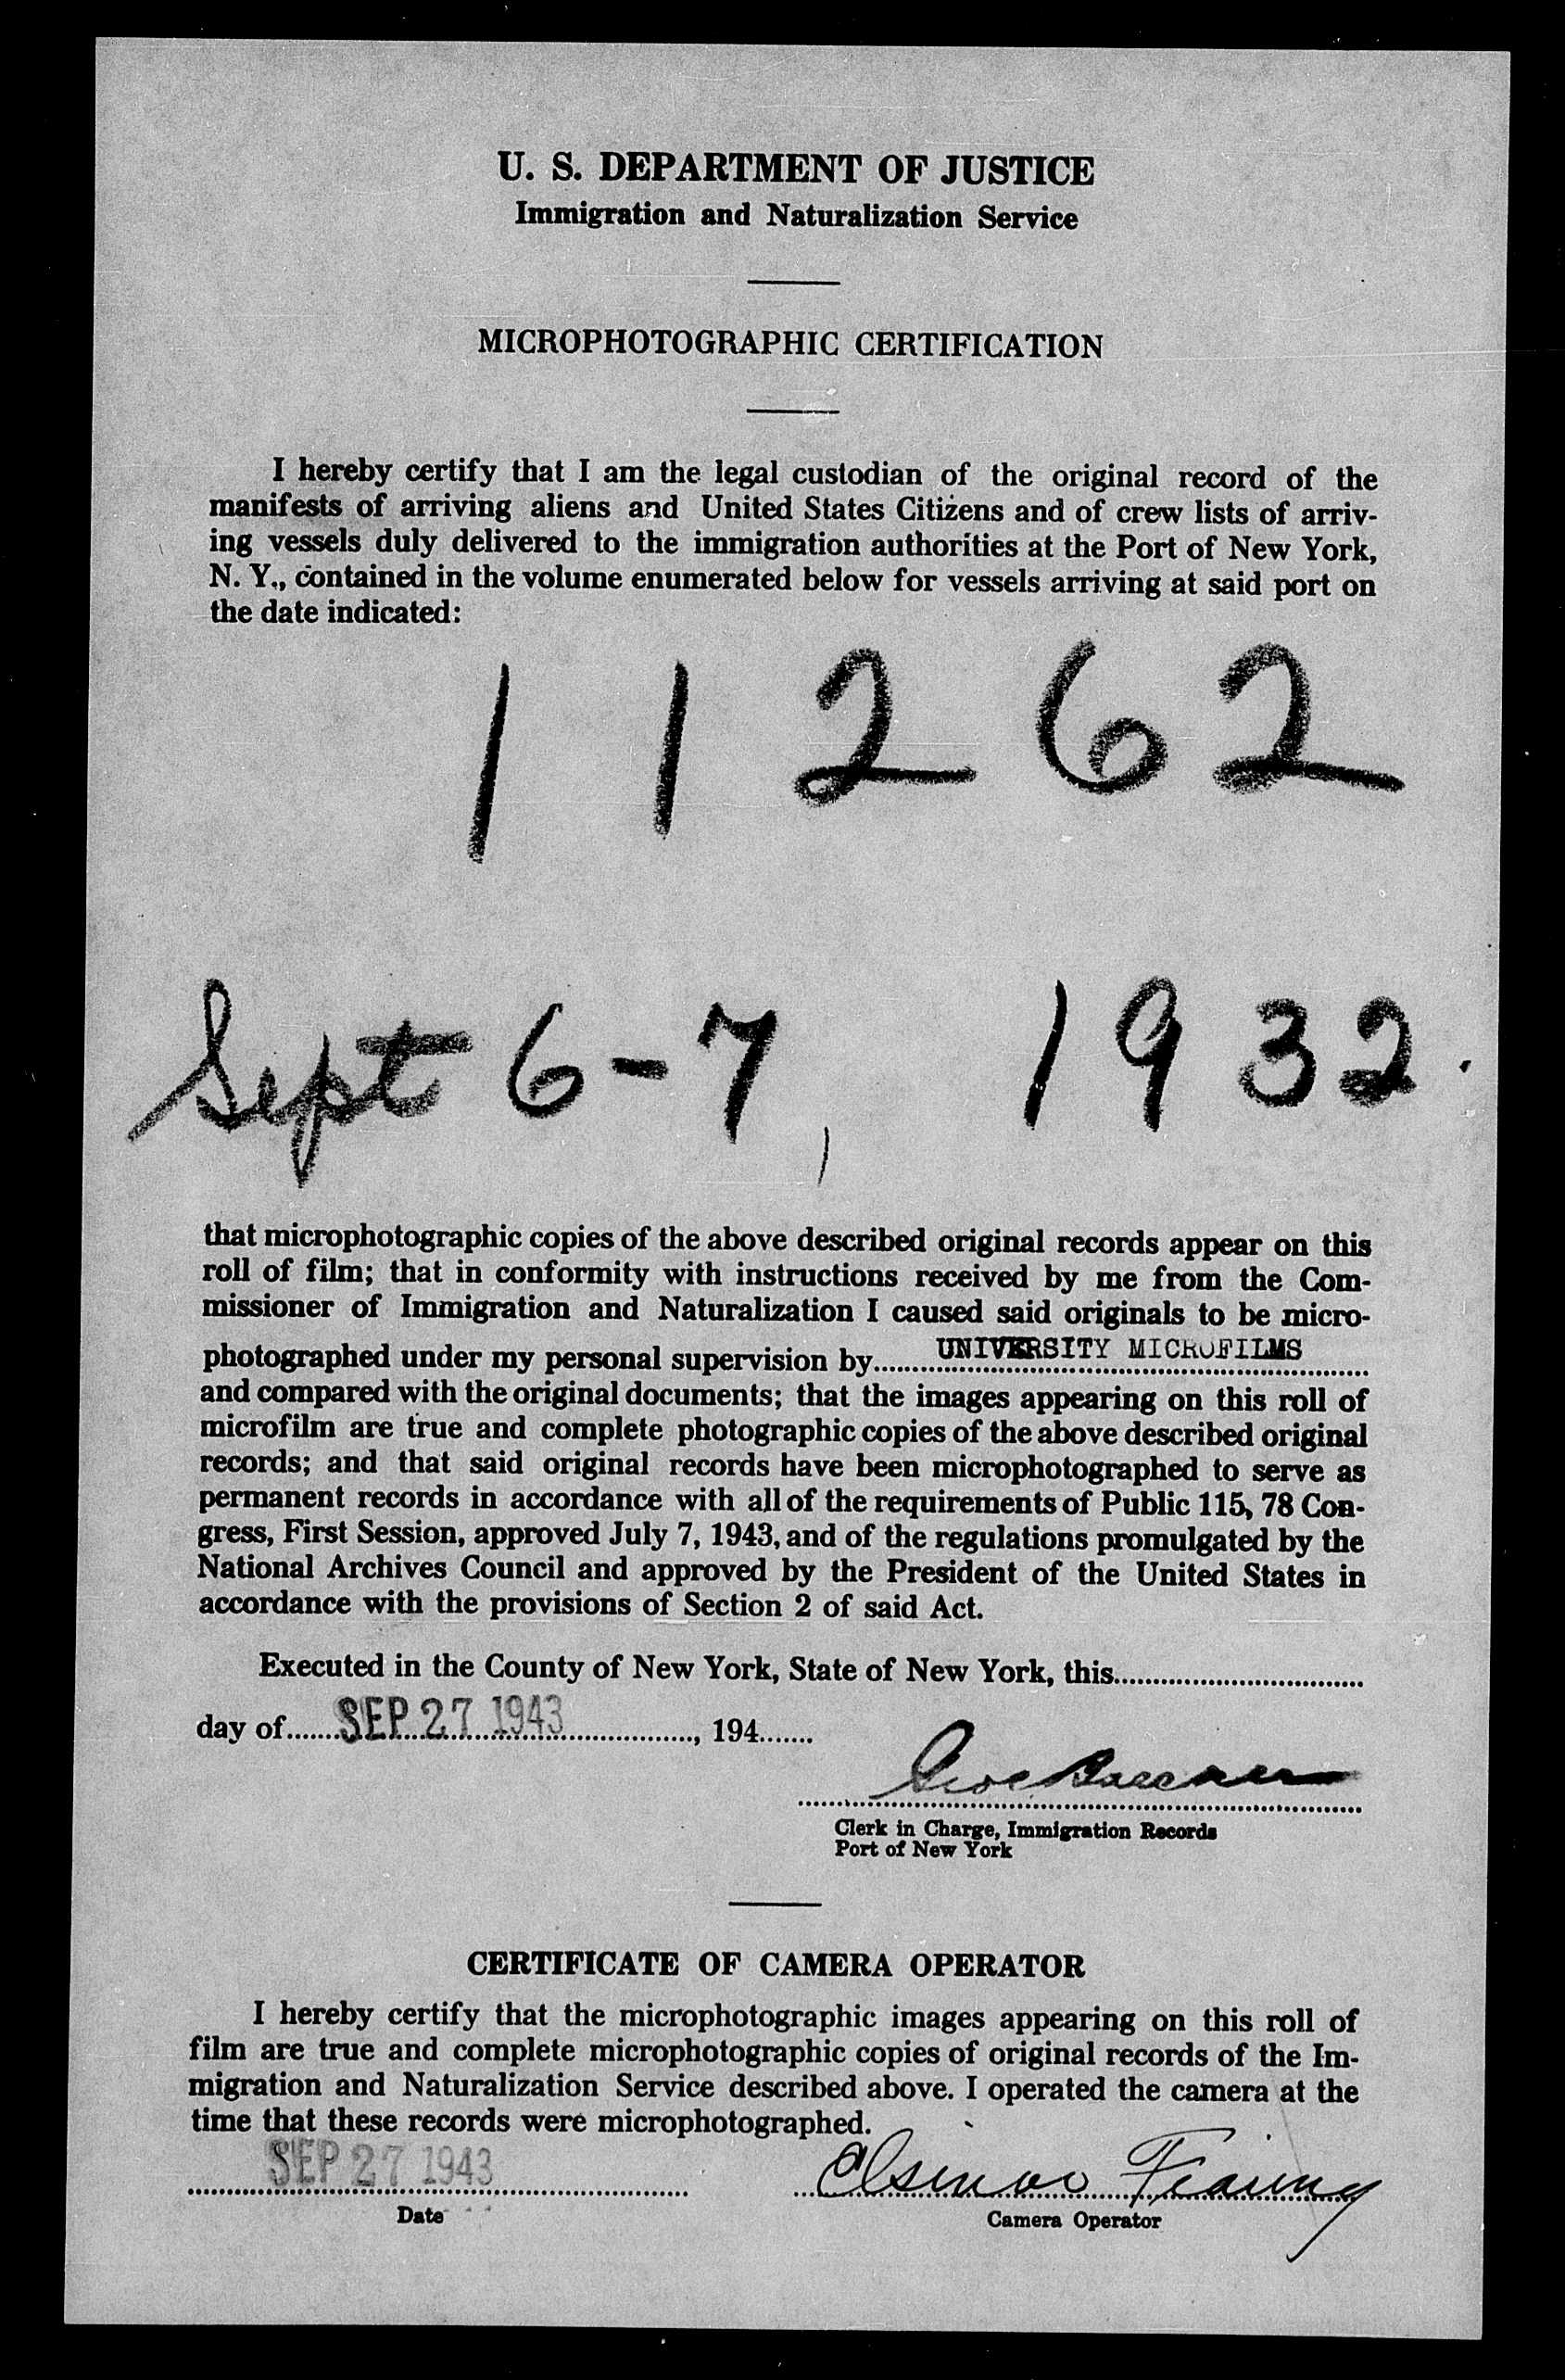 U. S. DEPARTMENT OF JUSTICE
Immigration and Naturalization Service
MICROPHOTOGRAPHIC CERTIFICATION
I hereby certify that I am the legal custodian of the original record of the
manifests of arriving aliens and United States Citizens and of crew lists of arriv-
ing vessels duly delivered to the immigration authorities at the Port of New York,
N. Y., contained in the volume enumerated below for vessels arriving at said port on
the date indicated:
11262
Sept 6-7, 1932.
that microphotographic copies of the above described original records appear on this
roll of film; that in conformity with instructions received by me from the Com-
missioner of Immigration and Naturalization I caused said originals to be micro-
photographed under my personal supervision by UNIVERSITY MICROFILMS
and compared with the original documents; that the images appearing on this roll of
microfilm are true and complete photographic copies of the above described original
records; and that said original records have been microphotographed to serve as
permanent records in accordance with all of the requirements of Public 115, 78 Con-
gress, First Session, approved July 7, 1943, and of the regulations promulgated by the
National Archives Council and approved by the President of the United States in
accordance with the provisions of Section 2 of said Act.
Executed in the County of New York, State of New York, this
day of SEP 27 1943, 194
Clerk in Charge, Immigration Records
Port of New York
CERTIFICATE OF CAMERA OPERATOR
I hereby certify that the microphotographic images appearing on this roll of
film are true and complete microphotographic copies of original records of the Im-
migration and Naturalization Service described above. I operated the camera at the
time that these records were microphotographed.
SEP 27 1943
Date
Camera Operator